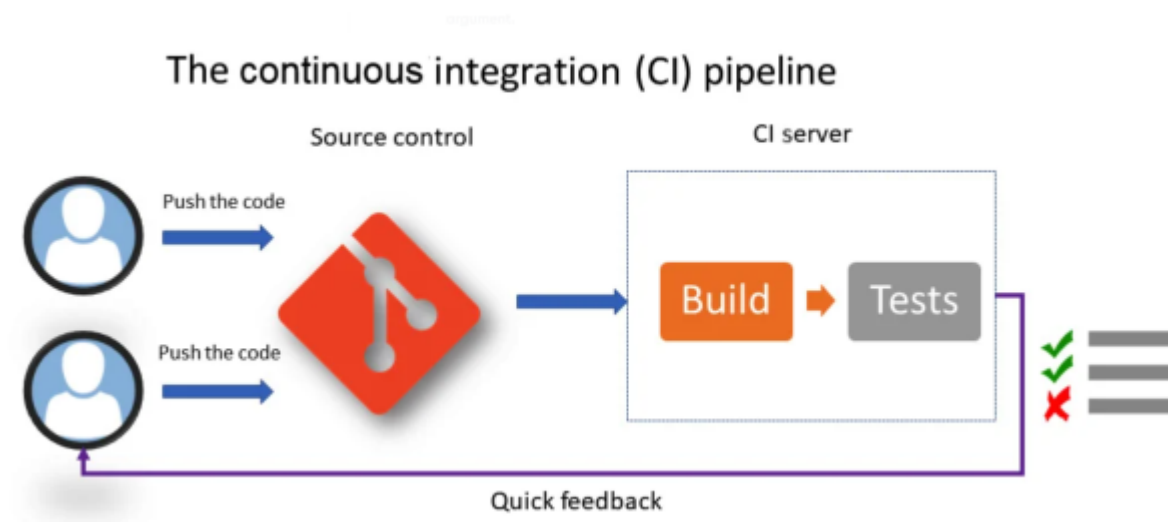 The continuous integration (CI) pipeline
Source control
CI server
Push the code
Build
Tests
Push the code
Quick feedback